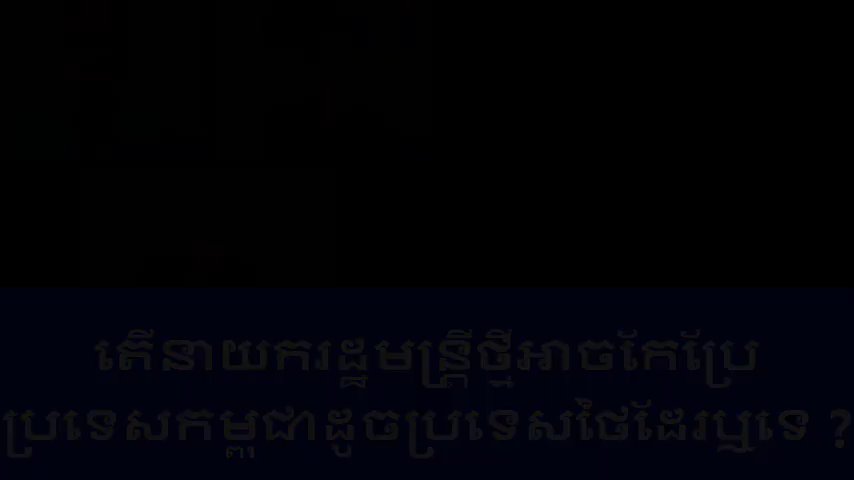 តើនាយករដ្ឋមន្ត្រីថ្មីអាចកែប្រែ
ប្រទេសកម្ពុជាដូចប្រទេសថៃដែរឬទេ ?